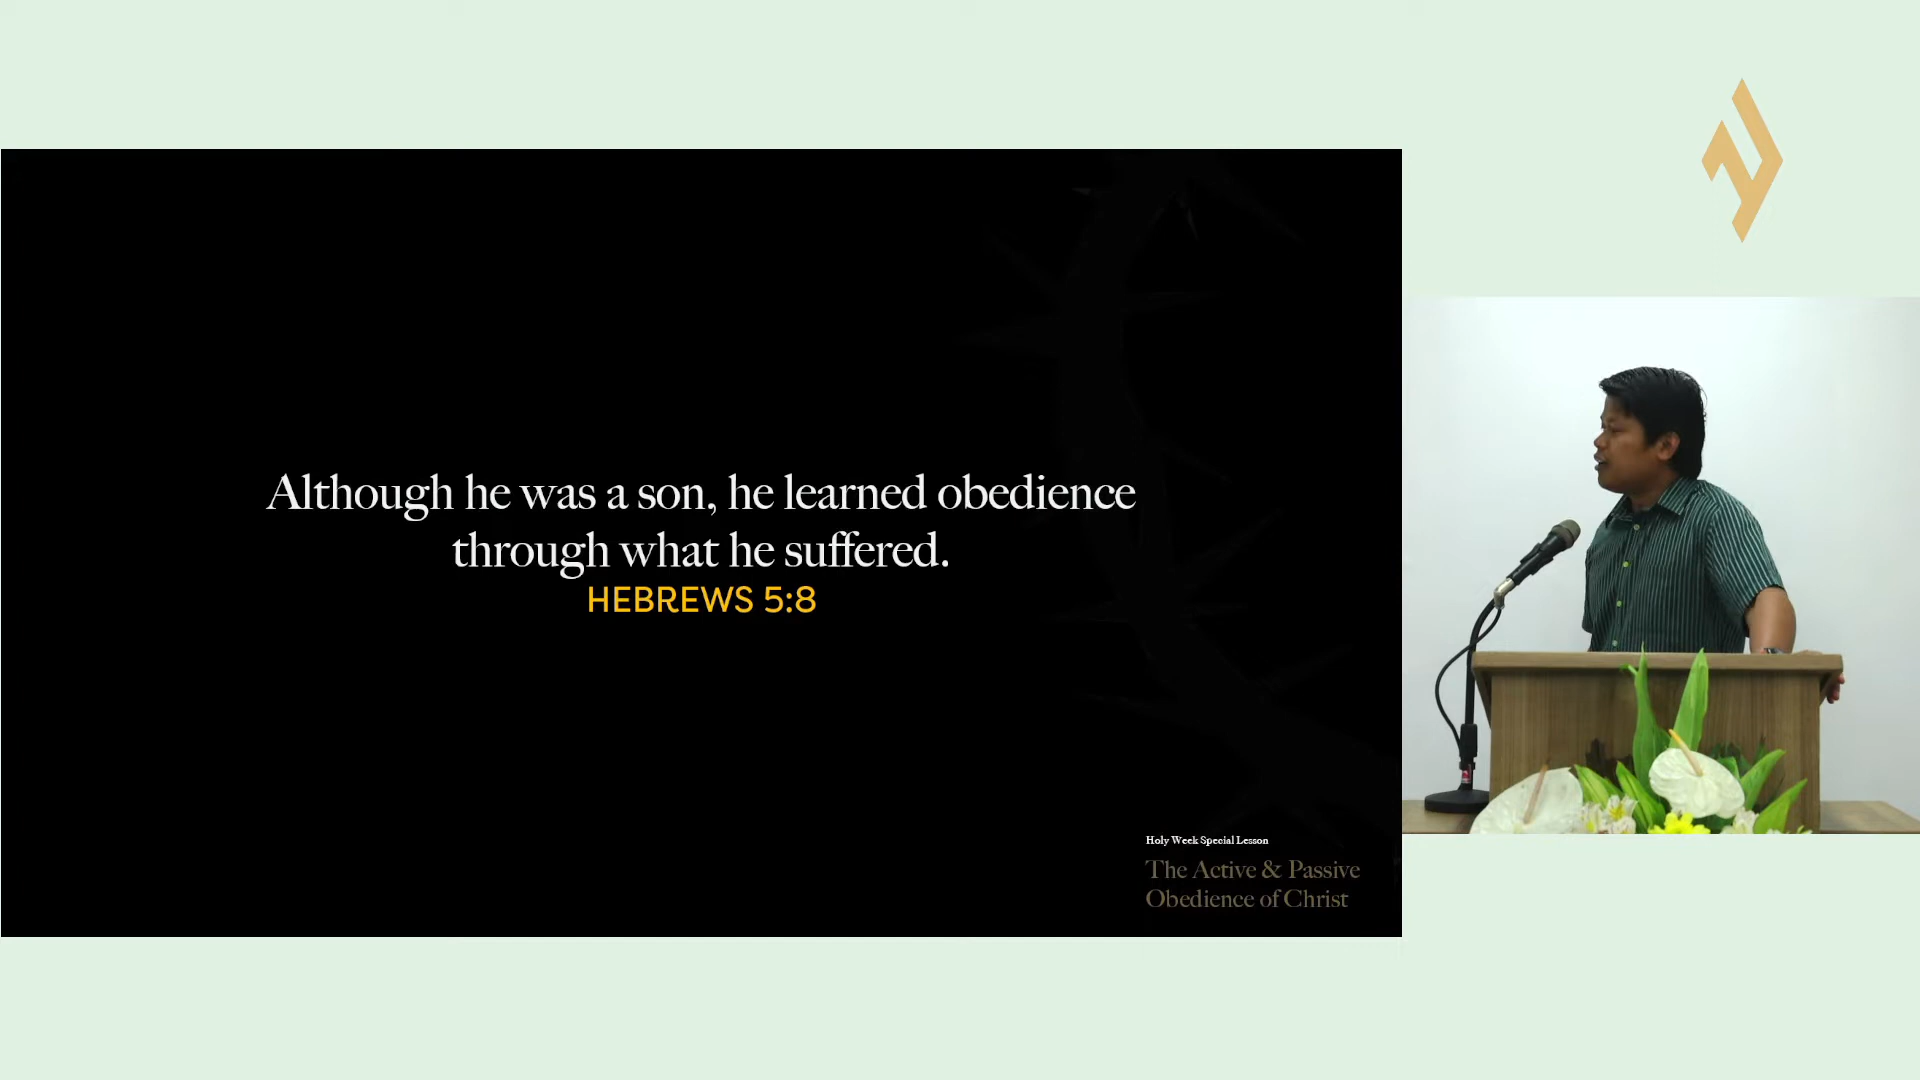 Although he was a son, he learned obedience
through what he suffered.
HEBREWS 5:8
Holy Week Special Lesson
The Active & Passive
Obedience of Christ